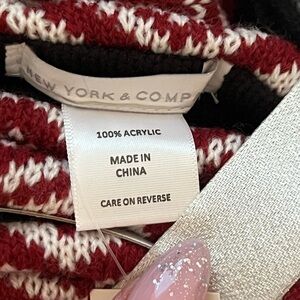 NEW YORK & COMP
100% ACRYLIC
MADE IN
CHINA
CARE ON REVERSE